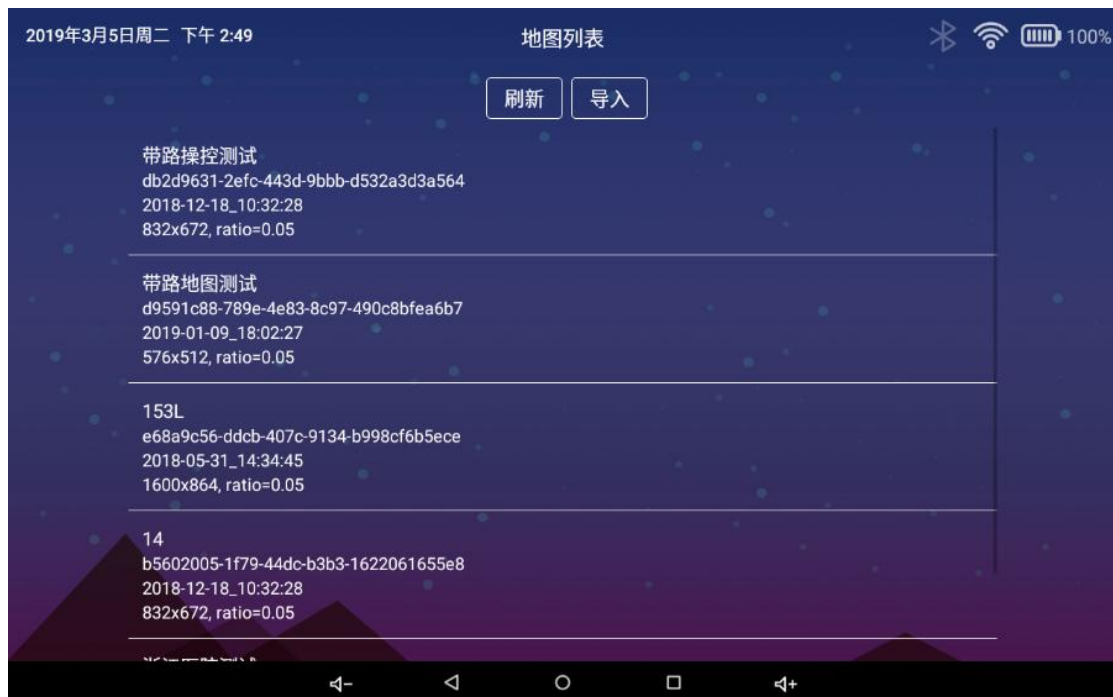 2019年3月5日周二 下午 2:49
地图列表
100%
刷新
导入
带路操控测试
db2d9631-2efc-443d-9bbb-d532a3d3a564
2018-12-18_10:32:28
832x672, ratio=0.05
带路地图测试
d9591c88-789e-4e83-8c97-490c8bfea6b7
2019-01-09_18:02:27
576x512, ratio=0.05
153L
e68a9c56-ddcb-407c-9134-b998cf6b5ece
2018-05-31_14:34:45
1600x864, ratio=0.05
14
b5602005-1f79-44dc-b3b3-1622061655e8
2018-12-18_10:32:28
832x672, ratio=0.05